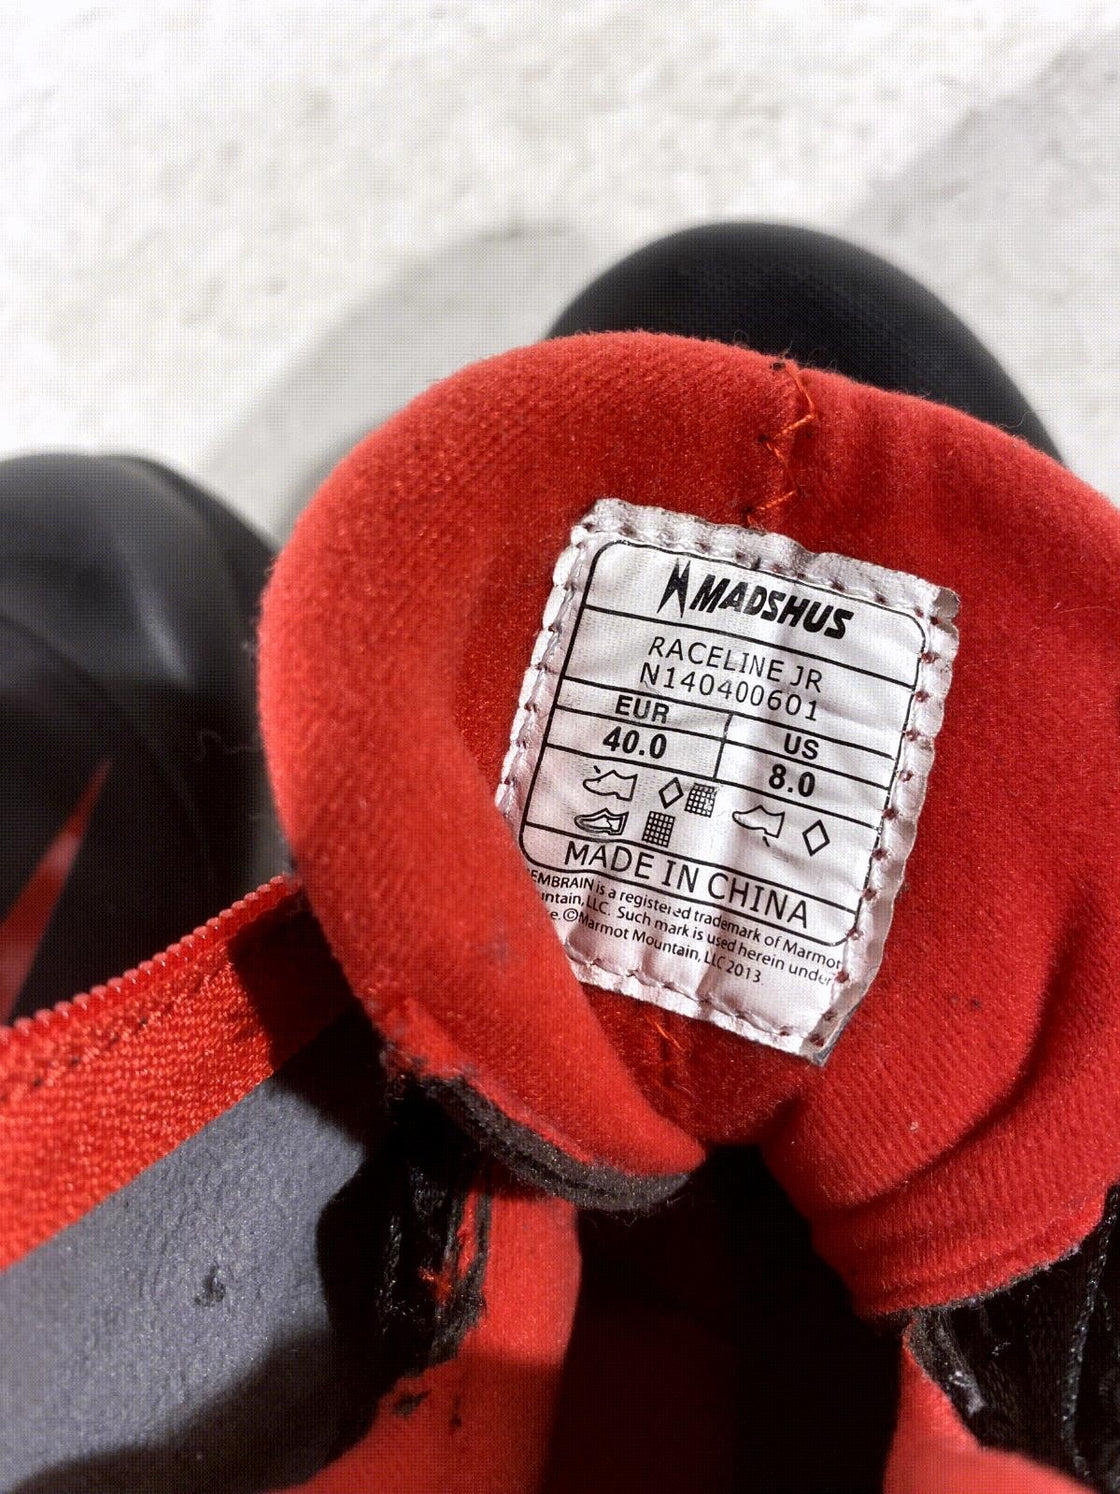 MADSHUS
RACELINE JR
N140400601
EUR US
40.0 8.0
MADE IN CHINA
EMBRAIN is a registered trademark of Marmot
untain, LLC. Such mark is used herein under
e. ©Marmot Mountain, LLC 2013